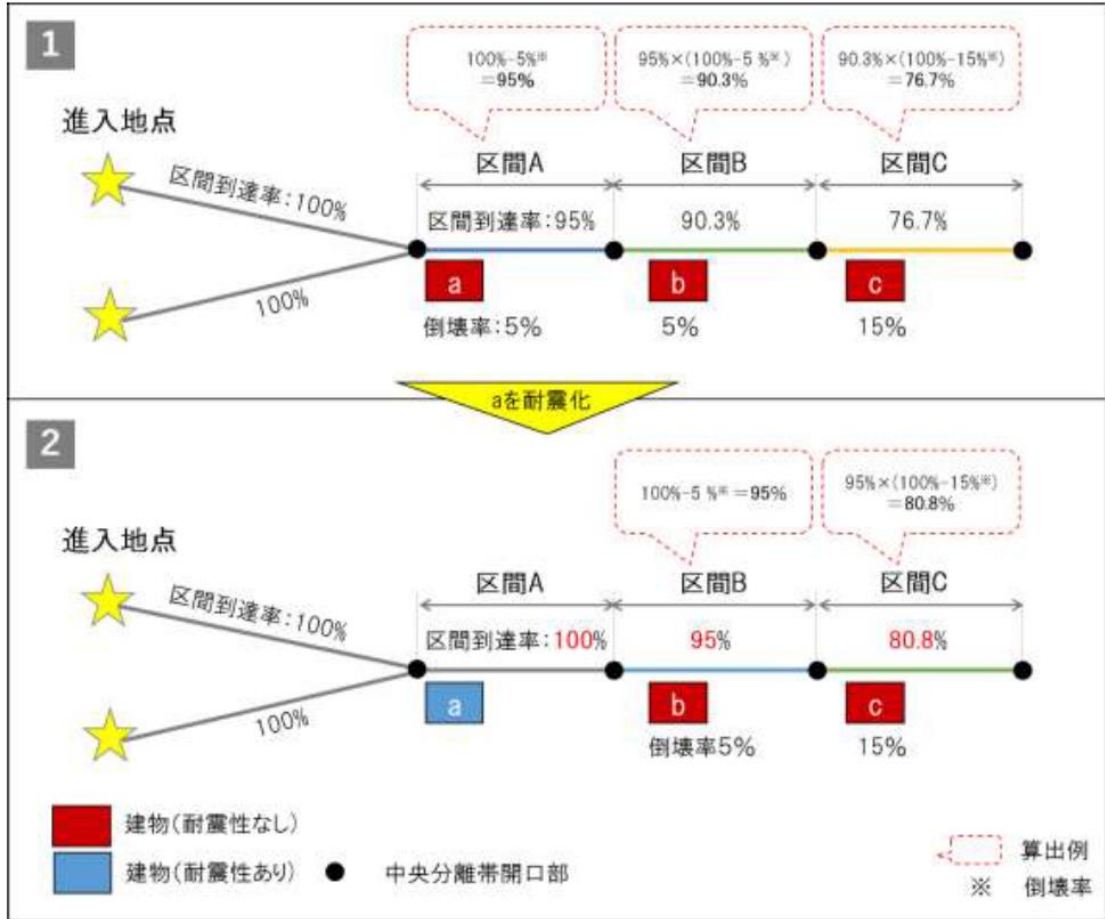 1
100%-5%※
=95%
95%×(100%-5 %※)
=90.3%
90.3%×(100%-15%※)
=76.7%
進入地点
区間A
区間B
区間C
区間到達率:100%
区間到達率:95%
90.3%
76.7%
100%
a
b
c
倒壊率:5%
5%
15%
aを耐震化
2
100%-5 %※ =95%
95%×(100%-15%※)
=80.8%
進入地点
区間A
区間B
区間C
区間到達率:100%
区間到達率:100%
95%
80.8%
100%
a
b
c
倒壊率5%
15%
建物(耐震性なし)
建物(耐震性あり)
中央分離帯開口部
算出例
※ 倒壊率